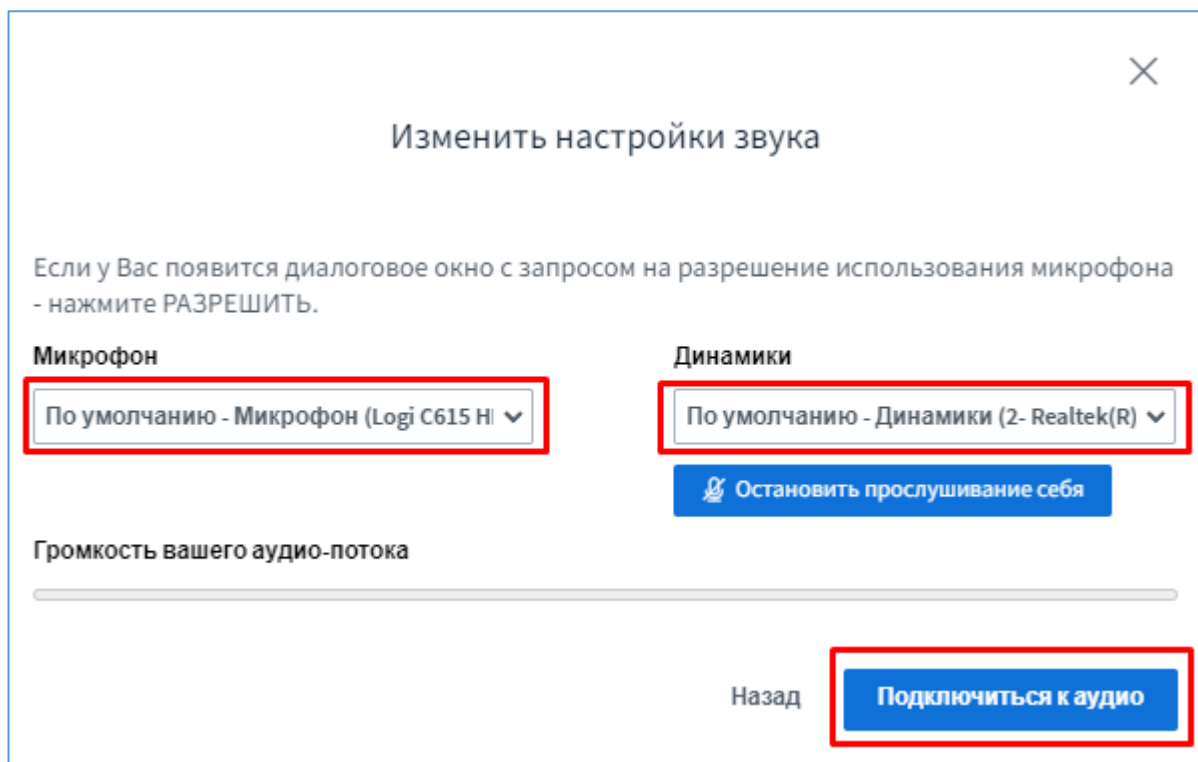 Изменить настройки звука
Если у Вас появится диалоговое окно с запросом на разрешение использования микрофона
- нажмите РАЗРЕШИТЬ.
Микрофон
Динамики
По умолчанию - Микрофон (Logi C615 H
По умолчанию - Динамики (2- Realtek(R)
Остановить прослушивание себя
Громкость вашего аудио-потока
Назад
Подключиться к аудио